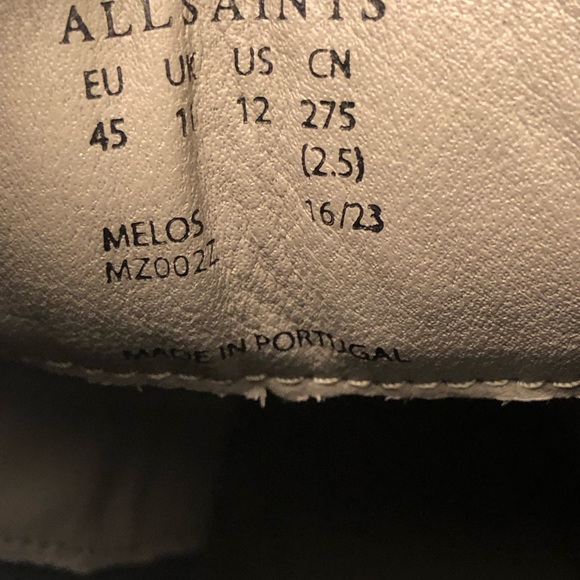 ALLSAINTS
EU UK US CN
45 12 275
(2.5)
16/23
MELOS
MZ002Z
MADE IN PORTUGAL